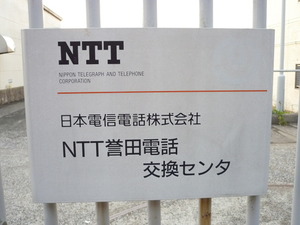 NTT
NIPPON TELEGRAPH AND TELEPHONE
CORPORATION
日本電信電話株式会社
NTT誉田電話
交換センタ